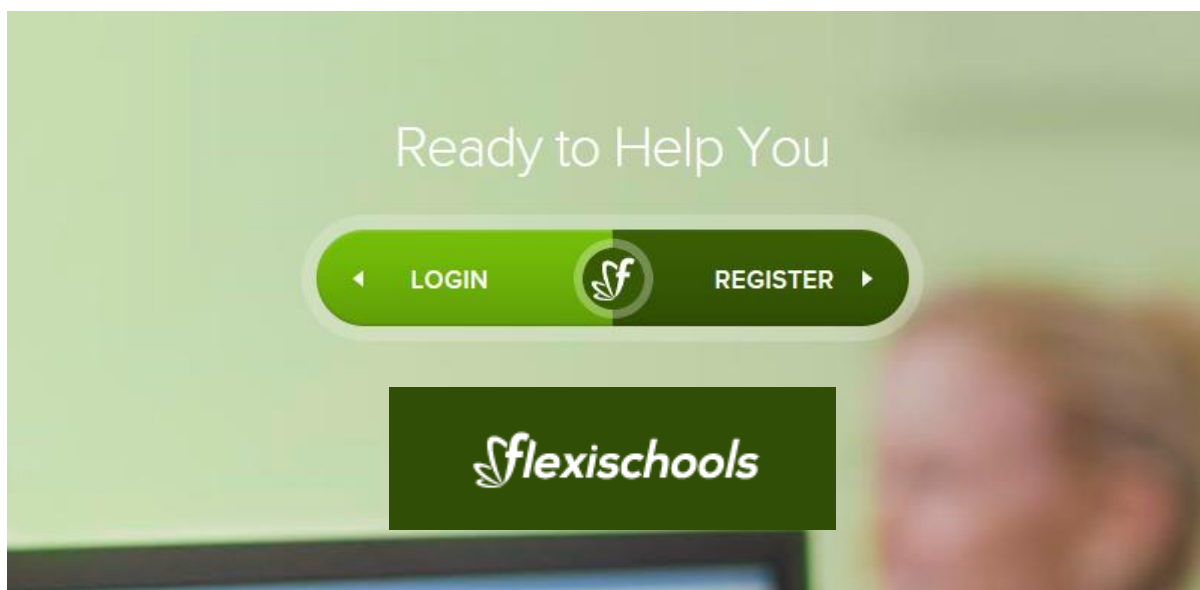 Ready to Help You
LOGIN
f
REGISTER
flexischools